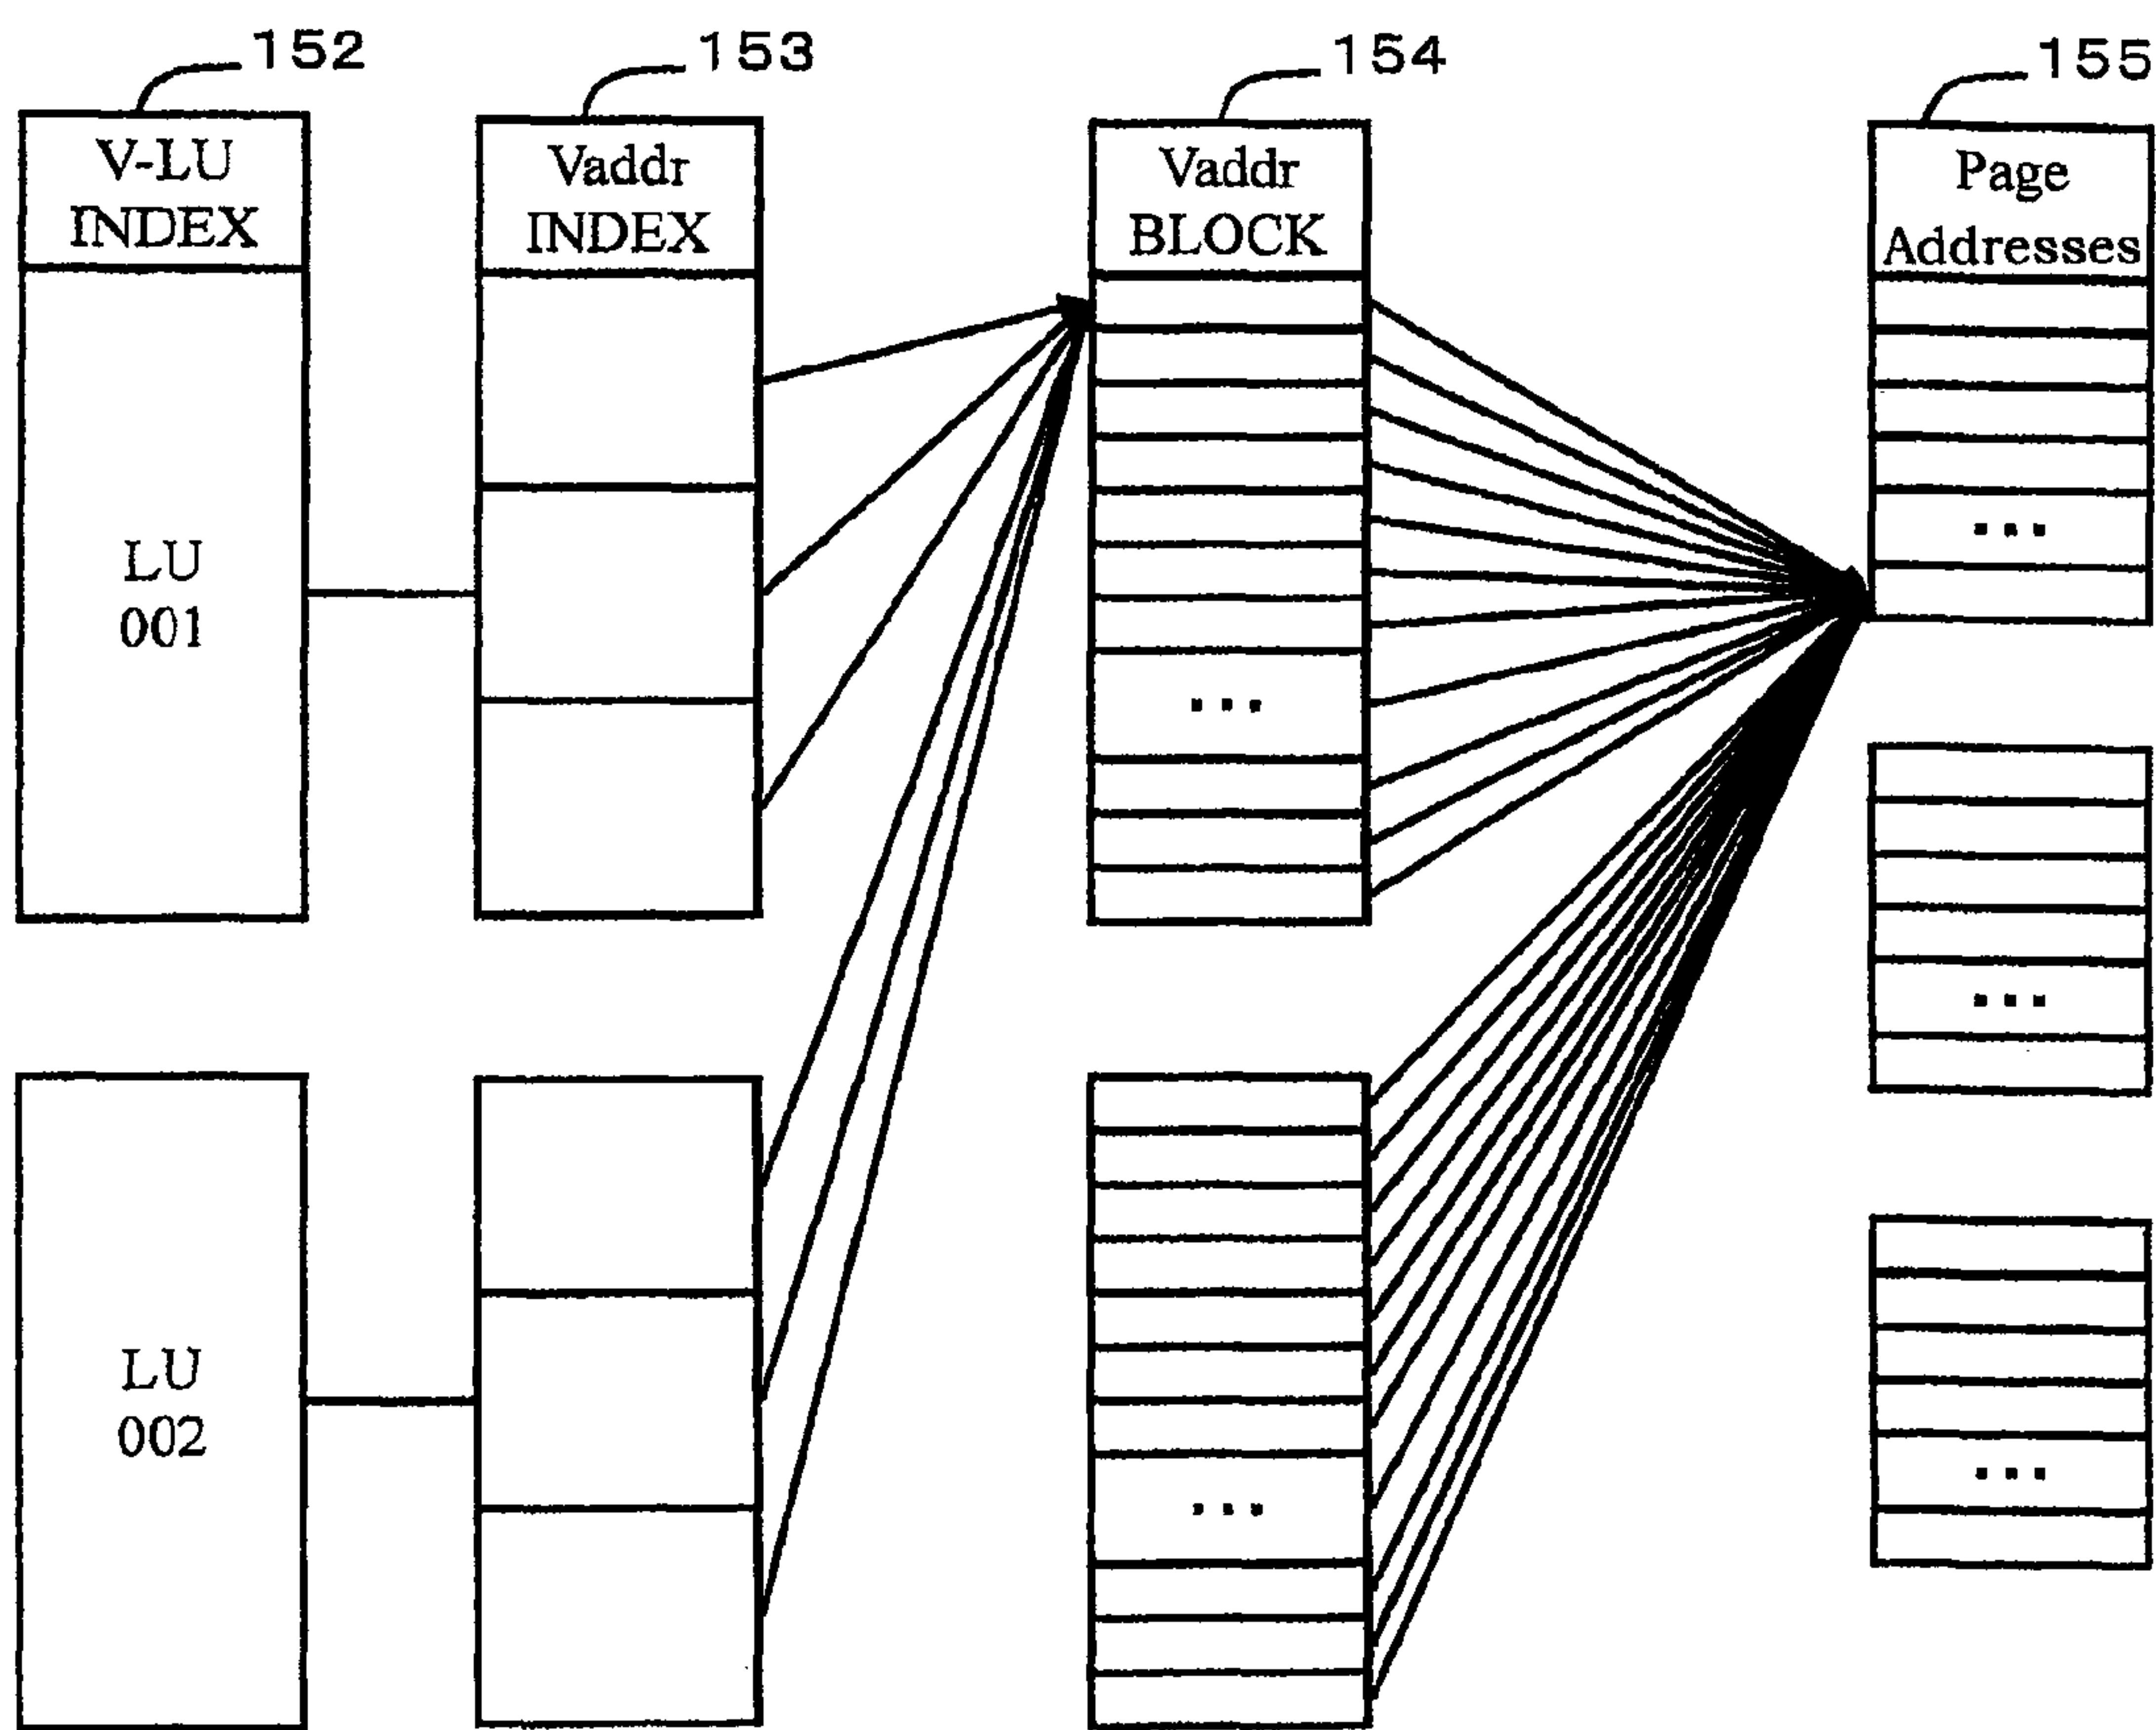 152
153
154
155
V-LU
INDEX
Vaddr
INDEX
Vaddr
BLOCK
Page
Addresses
LU
001
...
...
...
LU
002
...
...